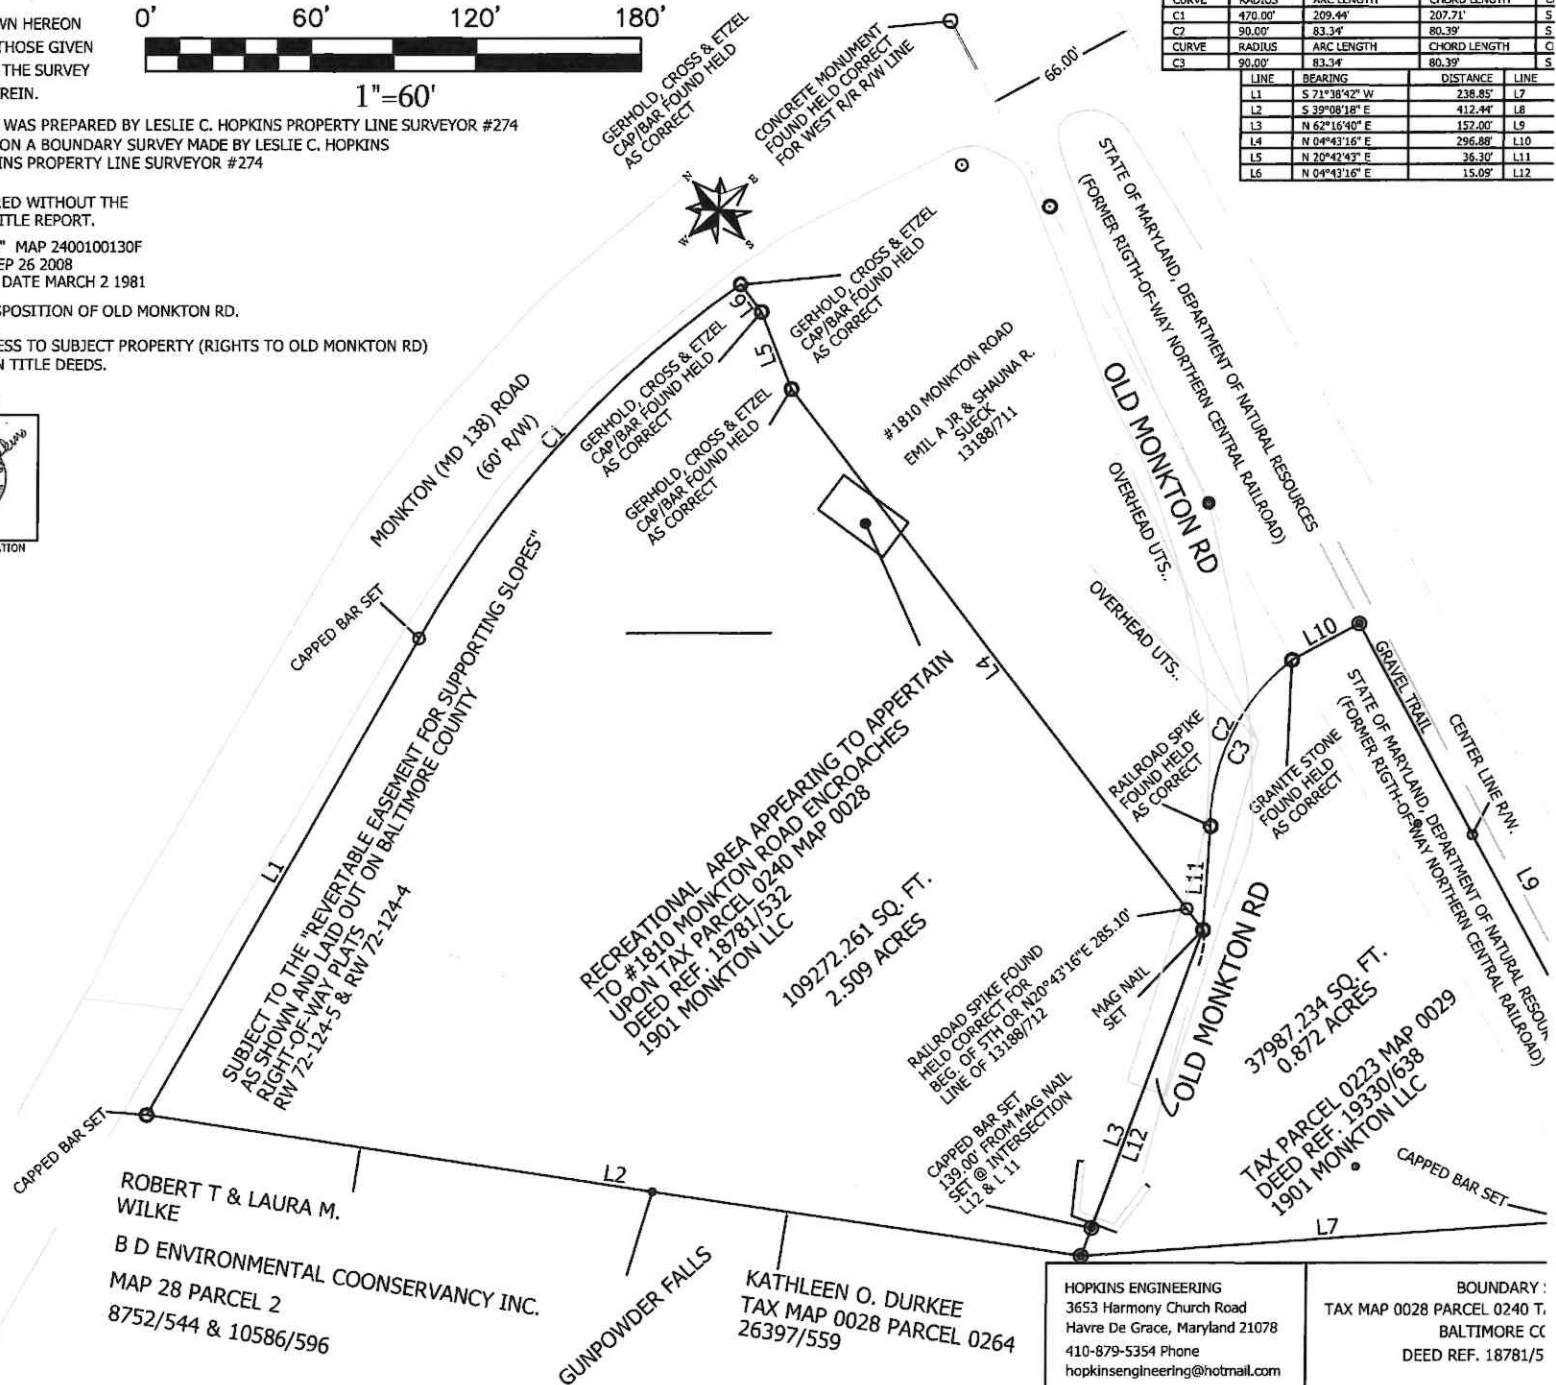 WN HEREON
THOSE GIVEN
THE SURVEY
REIN.
0' 60' 120' 180'
1"=60'
WAS PREPARED BY LESLIE C. HOPKINS PROPERTY LINE SURVEYOR #274
ON A BOUNDARY SURVEY MADE BY LESLIE C. HOPKINS
INS PROPERTY LINE SURVEYOR #274
ED WITHOUT THE
ITLE REPORT.
" MAP 2400100130F
EP 26 2008
DATE MARCH 2 1981
SPOSITION OF OLD MONKTON RD.
ESS TO SUBJECT PROPERTY (RIGHTS TO OLD MONKTON RD)
N TITLE DEEDS.
ATION
CURVE RADIUS ARC LENGTH CHORD LENGTH
C1 470.00' 209.44' 207.71' S
C2 90.00' 83.34' 80.39' S
CURVE RADIUS ARC LENGTH CHORD LENGTH
C3 90.00' 83.34' 80.39' S
LINE BEARING DISTANCE LINE
L1 S 71°38'42" W 238.85' L7
L2 S 39°08'18" E 412.44' L8
L3 N 62°16'40" E 152.00' L9
L4 N 04°43'16" E 296.88' L10
L5 N 20°42'43" E 36.30' L11
L6 N 04°43'16" E 15.09' L12
GERHOLD, CROSS & ETZEL
CAP/BAR FOUND HELD
AS CORRECT
CONCRETE MONUMENT
FOUND HELD CORRECT
FOR WEST R/R R/W LINE
66.00'
N
E
W
S
STATE OF MARYLAND, DEPARTMENT OF NATURAL RESOURCES
(FORMER RIGTH-OF-WAY NORTHERN CENTRAL RAILROAD)
GERHOLD, CROSS & ETZEL
CAP/BAR FOUND HELD
AS CORRECT
L6
L5
GERHOLD, CROSS & ETZEL
CAP/BAR FOUND HELD
AS CORRECT
GERHOLD, CROSS & ETZEL
CAP/BAR FOUND HELD
AS CORRECT
#1810 MONKTON ROAD
EMIL A JR & SHAUNA R.
SUECK
13188/711
OLD MONKTON RD
OVERHEAD UTS..
OVERHEAD UTS..
MONKTON (MD 138) ROAD
(60' R/W)
C1
CAPPED BAR SET
L1
SUBJECT TO THE "REVERTABLE EASEMENT FOR SUPPORTING SLOPES"
AS SHOWN AND LAID OUT ON BALTIMORE COUNTY
RIGHT-OF-WAY PLATS
RW 72-124-5 & RW 72-124-4
L4
RECREATIONAL AREA APPEARING TO APPERTAIN
TO #1810 MONKTON ROAD ENCROACHES
UPON TAX PARCEL 0240 MAP 0028
DEED REF. 18781/532
1901 MONKTON LLC
109272.261 SQ. FT.
2.509 ACRES
L10
C2
C3
RAILROAD SPIKE
FOUND HELD
AS CORRECT
GRANITE STONE
FOUND HELD
AS CORRECT
GRAVEL TRAIL
CENTER LINE R/W.
L9
STATE OF MARYLAND, DEPARTMENT OF NATURAL RESOUR
(FORMER RIGTH-OF-WAY NORTHERN CENTRAL RAILROAD)
L11
RAILROAD SPIKE FOUND
HELD CORRECT FOR
BEG. OF 5TH OR N20°43'16"E 285.10'
LINE OF 13188/712
MAG NAIL
SET
OLD MONKTON RD
37987.234 SQ. FT.
0.872 ACRES
TAX PARCEL 0223 MAP 0029
DEED REF. 19330/638
1901 MONKTON LLC
CAPPED BAR SET
139.00' FROM MAG NAIL
SET @ INTERSECTION
L12 & L 11
L3
L12
CAPPED BAR SET
L7
CAPPED BAR SET
L2
ROBERT T & LAURA M.
WILKE
B D ENVIRONMENTAL COONSERVANCY INC.
MAP 28 PARCEL 2
8752/544 & 10586/596
GUNPOWDER FALLS
KATHLEEN O. DURKEE
TAX MAP 0028 PARCEL 0264
26397/559
HOPKINS ENGINEERING
3653 Harmony Church Road
Havre De Grace, Maryland 21078
410-879-5354 Phone
hopkinsengineering@hotmail.com
BOUNDARY
TAX MAP 0028 PARCEL 0240 T
BALTIMORE CO
DEED REF. 18781/5